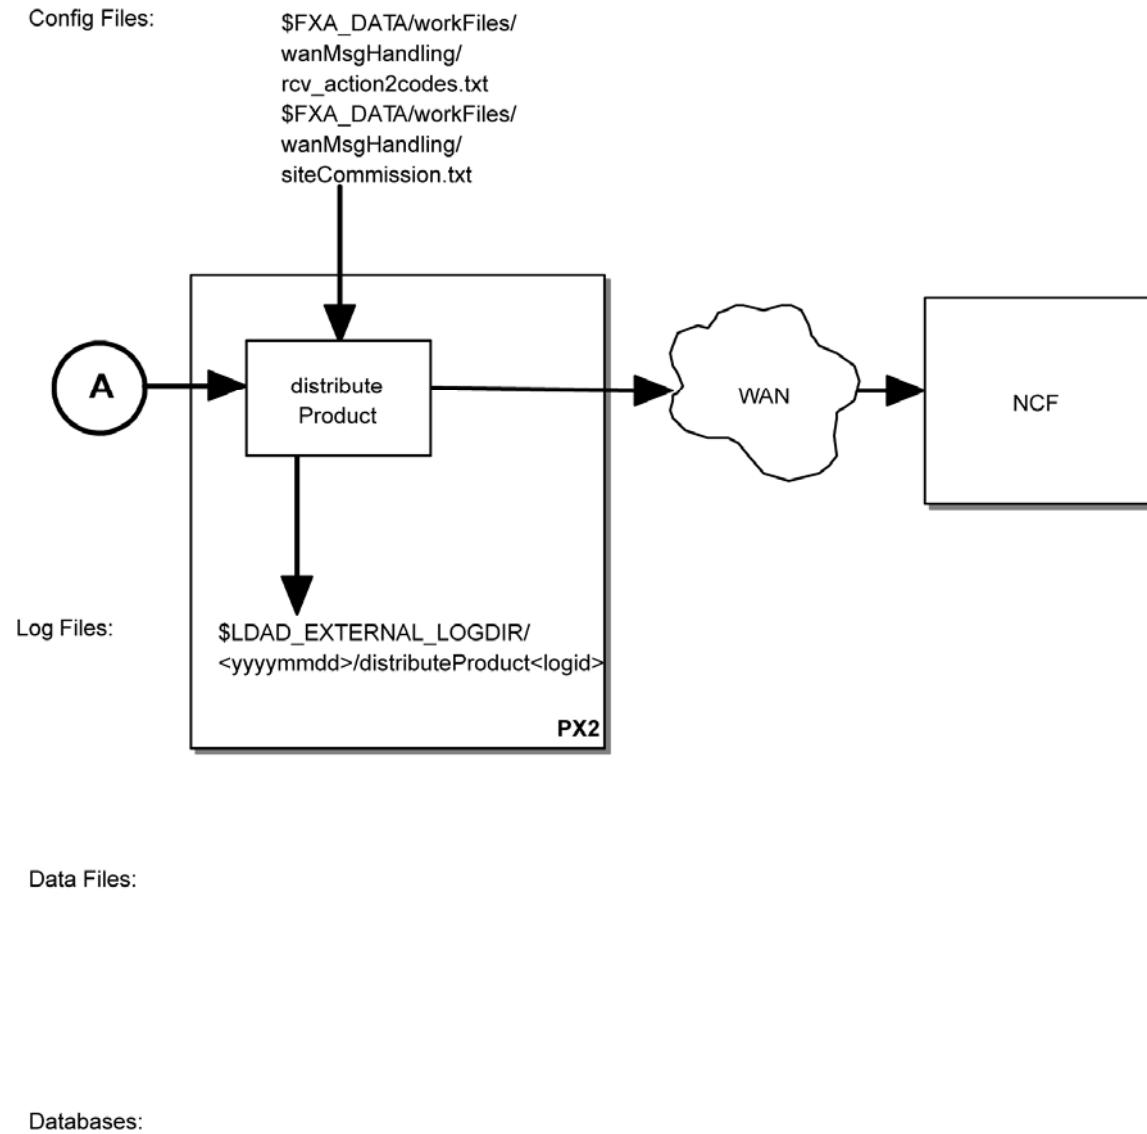 Config Files:
$FXA_DATA/workFiles/
wanMsgHandling/
rcv_action2codes.txt
$FXA_DATA/workFiles/
wanMsgHandling/
siteCommission.txt
A
distribute
Product
WAN
NCF
Log Files:
$LDAD_EXTERNAL_LOGDIR/
<yyyymmdd>/distributeProduct<logid>
PX2
Data Files:
Databases: